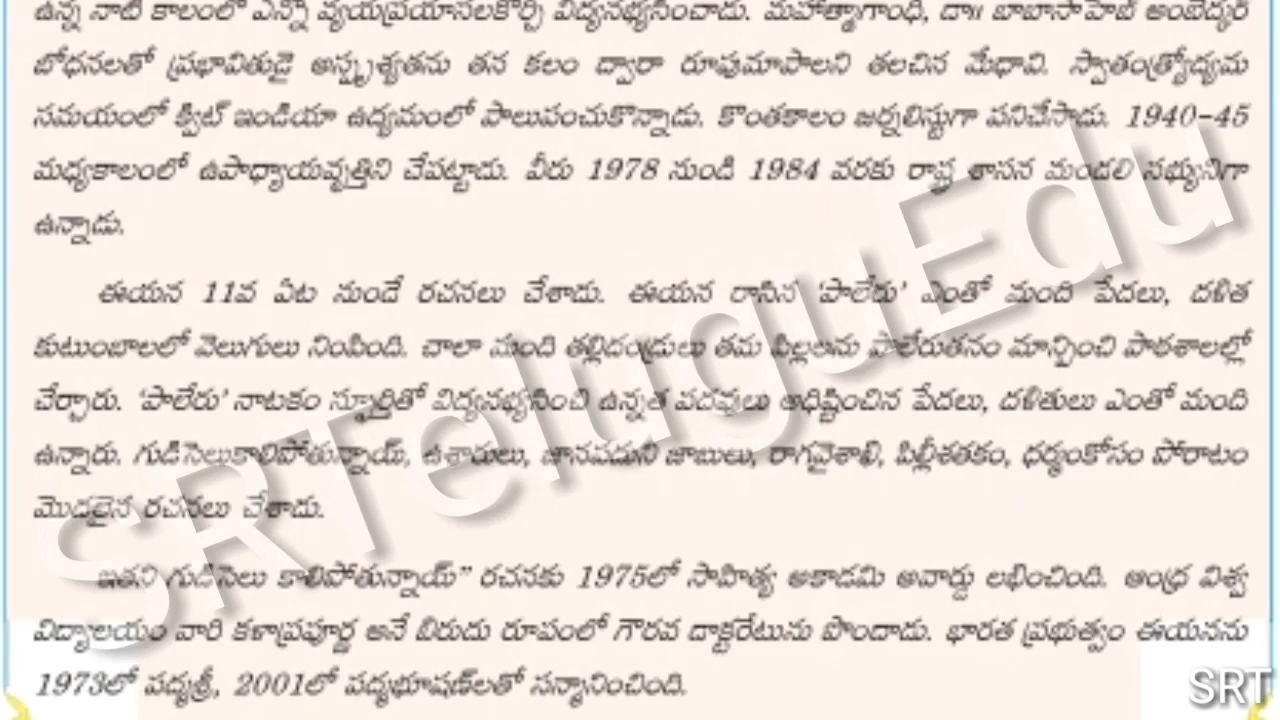 ఉన్న నాటి కాలంలో ఎన్నో వ్యయప్రయాసలకోర్చి విద్యనభ్యసించాడు. మహాత్మాగాంధీ, డా॥ బాబాసాహెబ్ అంబేద్కర్
బోధనలతో ప్రభావితుడై అస్పృశ్యతను తన కలం ద్వారా రూపుమాపాలని తలచిన మేధావి. స్వాతంత్ర్యోద్యమ
సమయంలో క్విట్ ఇండియా ఉద్యమంలో పాలుపంచుకొన్నాడు. కొంతకాలం జర్నలిస్టుగా పనిచేసాడు. 1940-45
మధ్యకాలంలో ఉపాధ్యాయవృత్తిని చేపట్టాడు. వీరు 1978 నుండి 1984 వరకు రాష్ట్ర శాసన మండలి సభ్యునిగా
ఉన్నాడు.
ఈయన 11వ ఏట నుండే రచనలు చేశాడు. ఈయన రాసిన 'పాలేరు' ఎంతో మంది పేదలు, దళిత
కుటుంబాలలో వెలుగులు నింపింది. చాలా మంది తల్లిదండ్రులు తమ పిల్లలను పాలేరుతనం మాన్పించి పాఠశాలల్లో
చేర్చారు. 'పాలేరు' నాటకం స్ఫూర్తితో విద్యనభ్యసించి ఉన్నత పదవులు అధిష్టించిన పేదలు, దళితులు ఎంతో మంది
ఉన్నారు. గుడిసెలుకాలిపోతున్నాయ్, ఉశారులు, జానపదుని జాబులు, రాగవైశాఖి, పిల్లీశతకం, ధర్మంకోసం పోరాటం
మొదలైన రచనలు చేశాడు.
ఇతని గుడిసెలు కాలిపోతున్నాయ్" రచనకు 1975లో సాహిత్య అకాడమి అవార్డు లభించింది. ఆంధ్ర విశ్వ
విద్యాలయం వారి కళాప్రపూర్ణ అనే బిరుదు రూపంలో గౌరవ డాక్టరేటును పొందాడు. భారత ప్రభుత్వం ఈయనను
1973లో పద్మశ్రీ, 2001లో పద్మభూషణ్‌లతో సన్మానించింది.
SRTeluguEdu
SRT